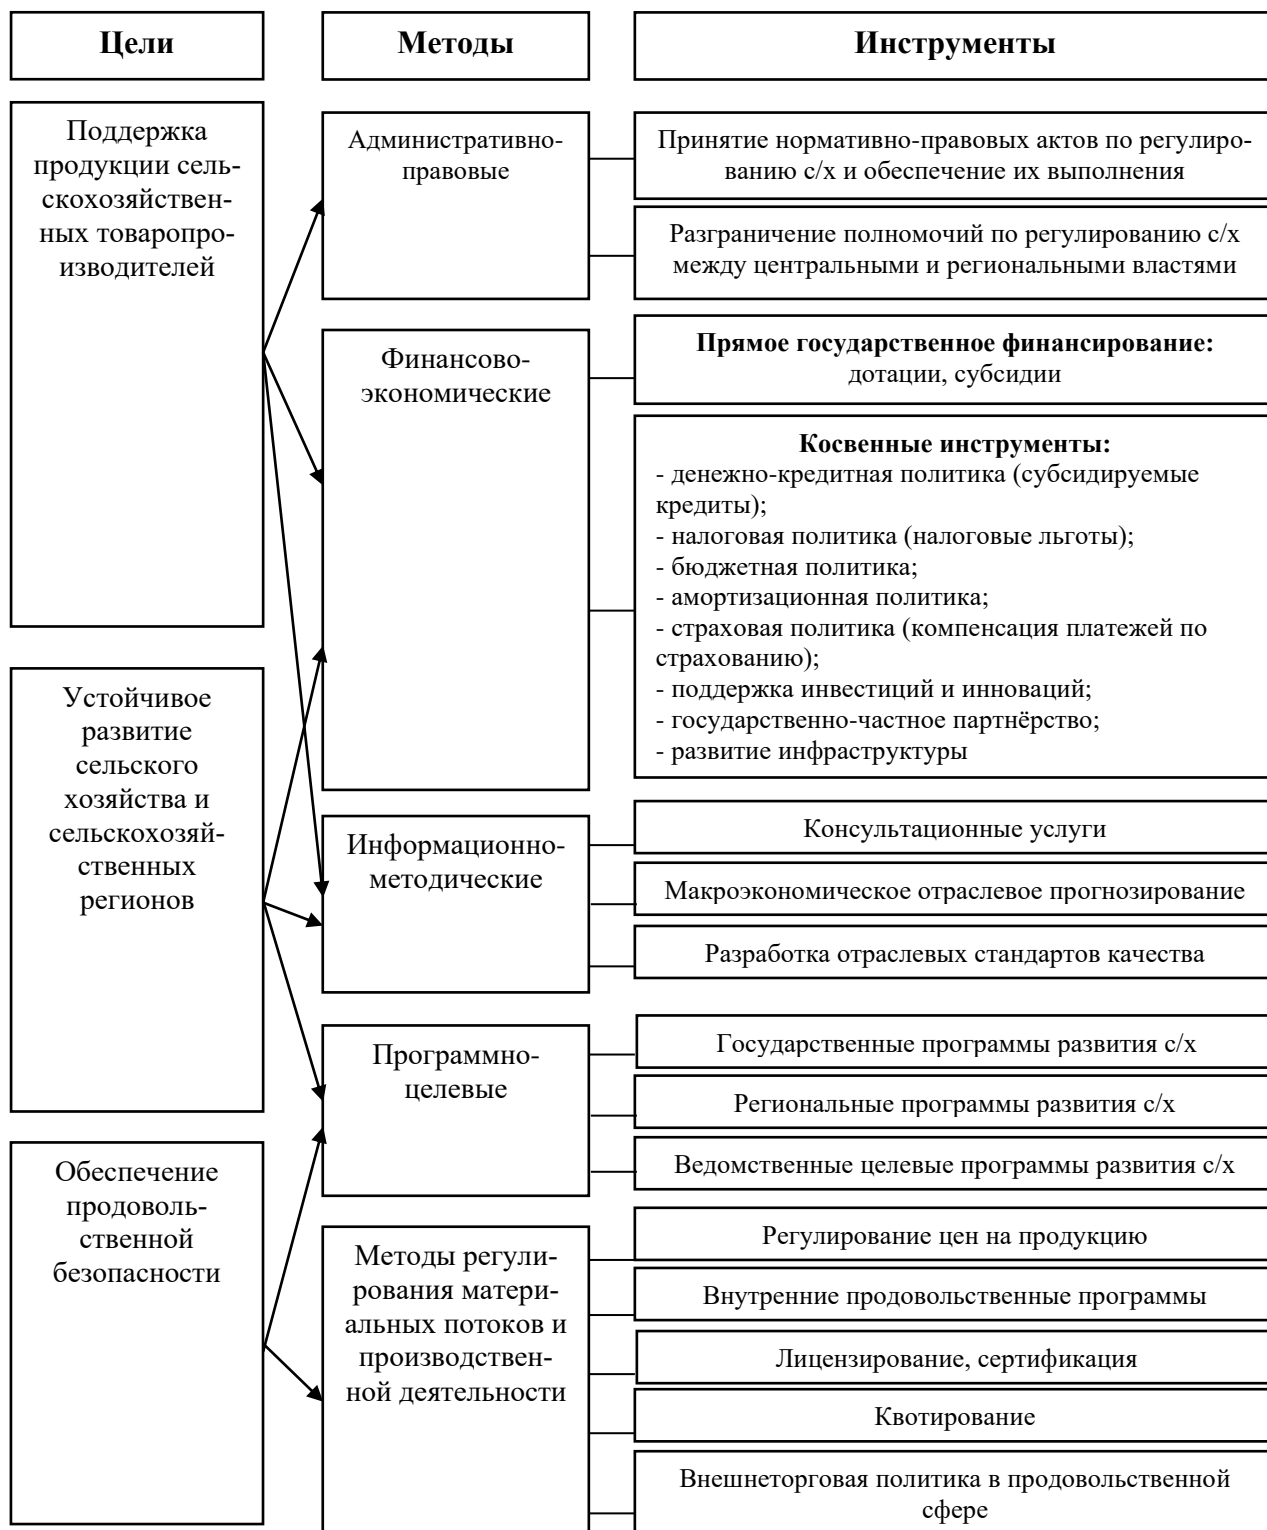 Цели
Методы
Инструменты
Поддержка
продукции сель-
скохозяйствен-
ных товаропро-
изводителей
Устойчивое
развитие
сельского
хозяйства и
сельскохозяй-
ственных
регионов
Обеспечение
продоволь-
ственной
безопасности
Административно-
правовые
Финансово-
экономические
Информационно-
методические
Программно-
целевые
Методы регули-
рования матери-
альных потоков и
производствен-
ной деятельности
Принятие нормативно-правовых актов по регулиро-
ванию с/х и обеспечение их выполнения
Разграничение полномочий по регулированию с/х
между центральными и региональными властями
Прямое государственное финансирование:
дотации, субсидии
Косвенные инструменты:
- денежно-кредитная политика (субсидируемые
кредиты);
- налоговая политика (налоговые льготы);
- бюджетная политика;
- амортизационная политика;
- страховая политика (компенсация платежей по
страхованию);
- поддержка инвестиций и инноваций;
- государственно-частное партнёрство;
- развитие инфраструктуры
Консультационные услуги
Макроэкономическое отраслевое прогнозирование
Разработка отраслевых стандартов качества
Государственные программы развития с/х
Региональные программы развития с/х
Ведомственные целевые программы развития с/х
Регулирование цен на продукцию
Внутренние продовольственные программы
Лицензирование, сертификация
Квотирование
Внешнеторговая политика в продовольственной
сфере